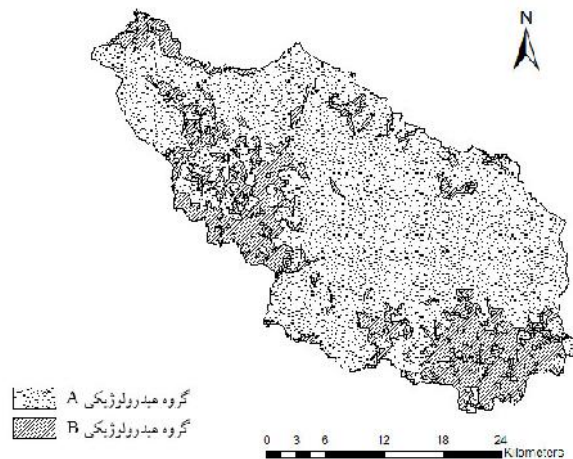 N
گروه هیدرولوژیکی A
گروه هیدرولوژیکی B
0 3 6 12 18 24
Kilometers